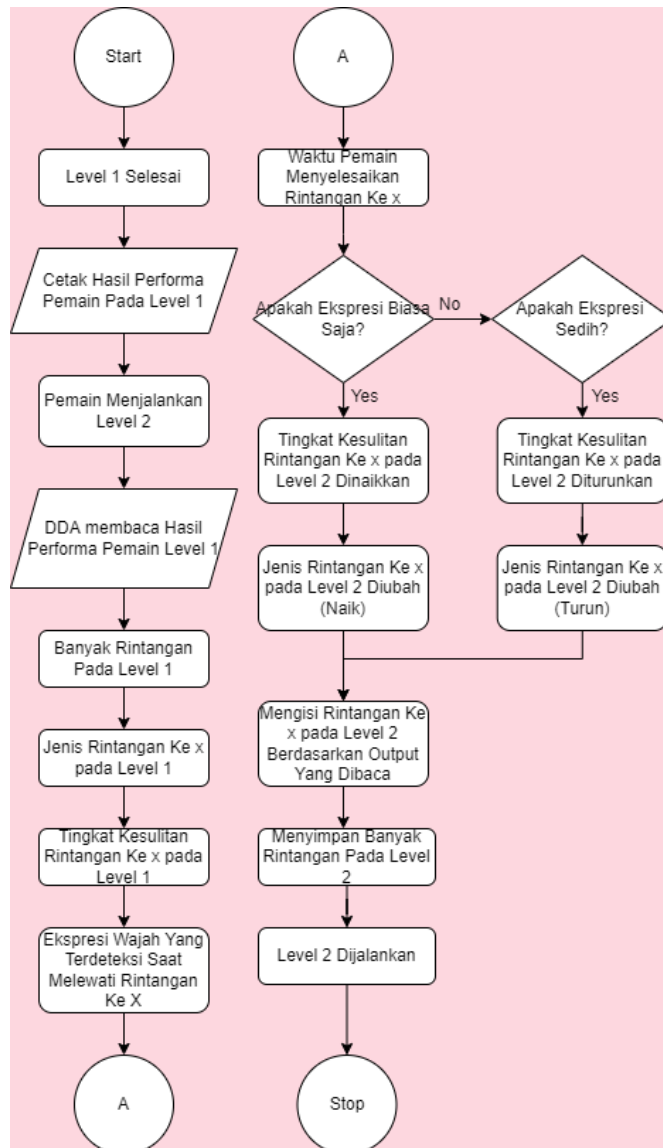 Start
Level 1 Selesai
Cetak Hasil Performa
Pemain Pada Level 1
Pemain Menjalankan
Level 2
DDA membaca Hasil
Performa Pemain Level 1
Banyak Rintangan
Pada Level 1
Jenis Rintangan Ke x
pada Level 1
Tingkat Kesulitan
Rintangan Ke x pada
Level 1
Ekspresi Wajah Yang
Terdeteksi Saat
Melewati Rintangan
Ke X
A
A
Waktu Pemain
Menyelesaikan
Rintangan Ke x
Apakah Ekspresi Biasa
Saja?
No
Apakah Ekspresi
Sedih?
Yes
Yes
Tingkat Kesulitan
Rintangan Ke x pada
Level 2 Dinaikkan
Tingkat Kesulitan
Rintangan Ke x pada
Level 2 Diturunkan
Jenis Rintangan Ke x
pada Level 2 Diubah
(Naik)
Jenis Rintangan Ke x
pada Level 2 Diubah
(Turun)
Mengisi Rintangan Ke
x pada Level 2
Berdasarkan Output
Yang Dibaca
Menyimpan Banyak
Rintangan Pada Level
2
Level 2 Dijalankan
Stop